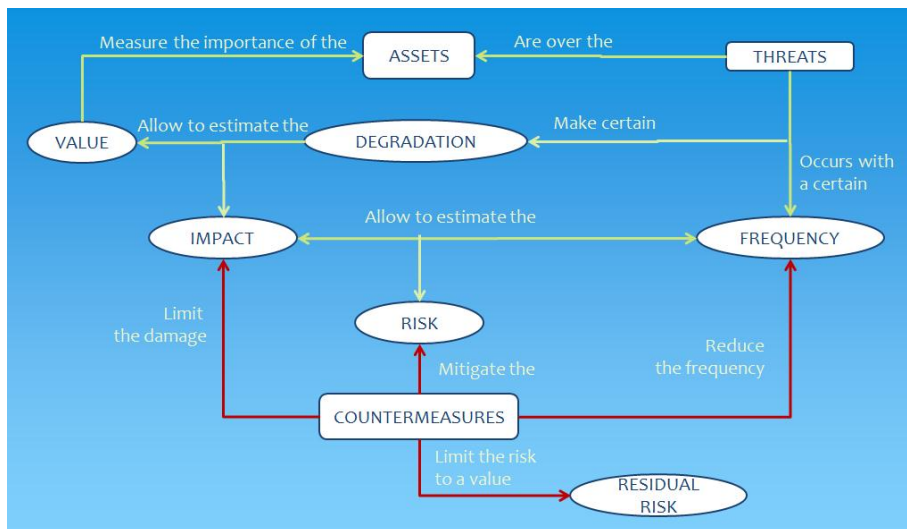 Measure the importance of the
ASSETS
Are over the
THREATS
VALUE
Allow to estimate the
DEGRADATION
Make certain
Occurs with
a certain
IMPACT
Allow to estimate the
FREQUENCY
Limit
the damage
RISK
Reduce
the frequency
Mitigate the
COUNTERMEASURES
Limit the risk
to a value
RESIDUAL
RISK